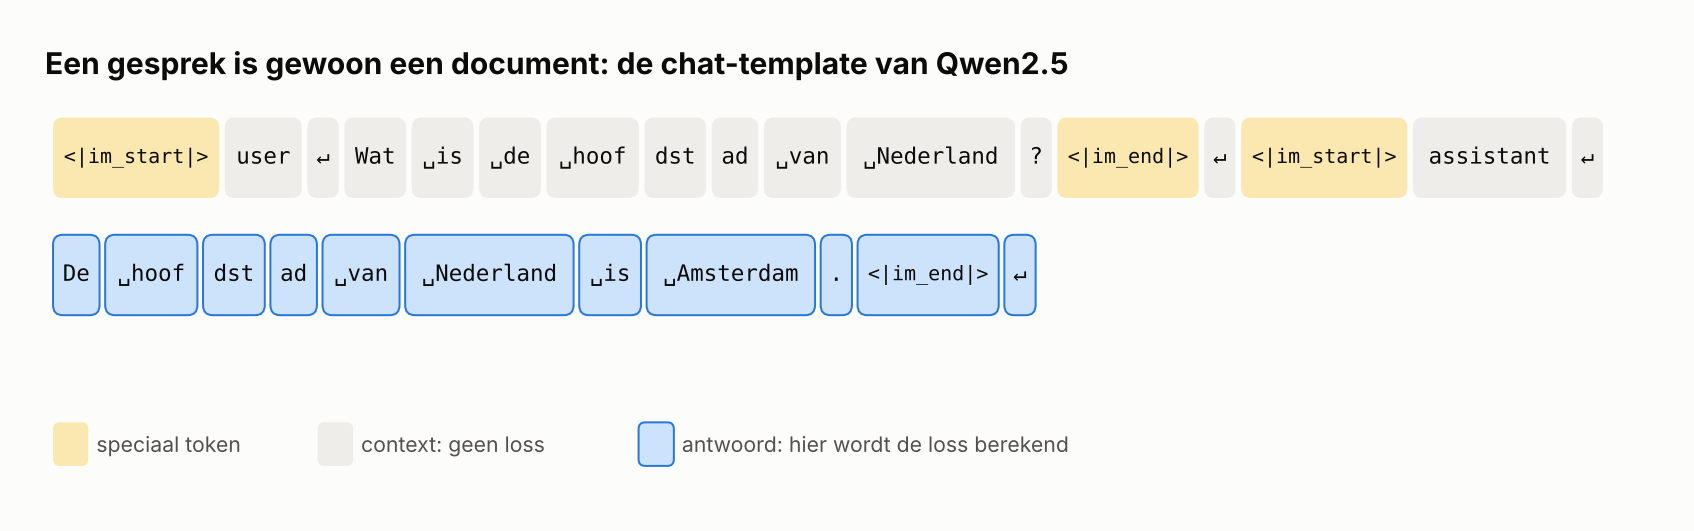 Een gesprek is gewoon een document: de chat-template van Qwen2.5
<|im_start|> user ↵ Wat ␣is ␣de ␣hoof dst ad ␣van ␣Nederland ? <|im_end|> ↵ <|im_start|> assistant ↵
De ␣hoof dst ad ␣van ␣Nederland ␣is ␣Amsterdam . <|im_end|> ↵
speciaal token context: geen loss antwoord: hier wordt de loss berekend